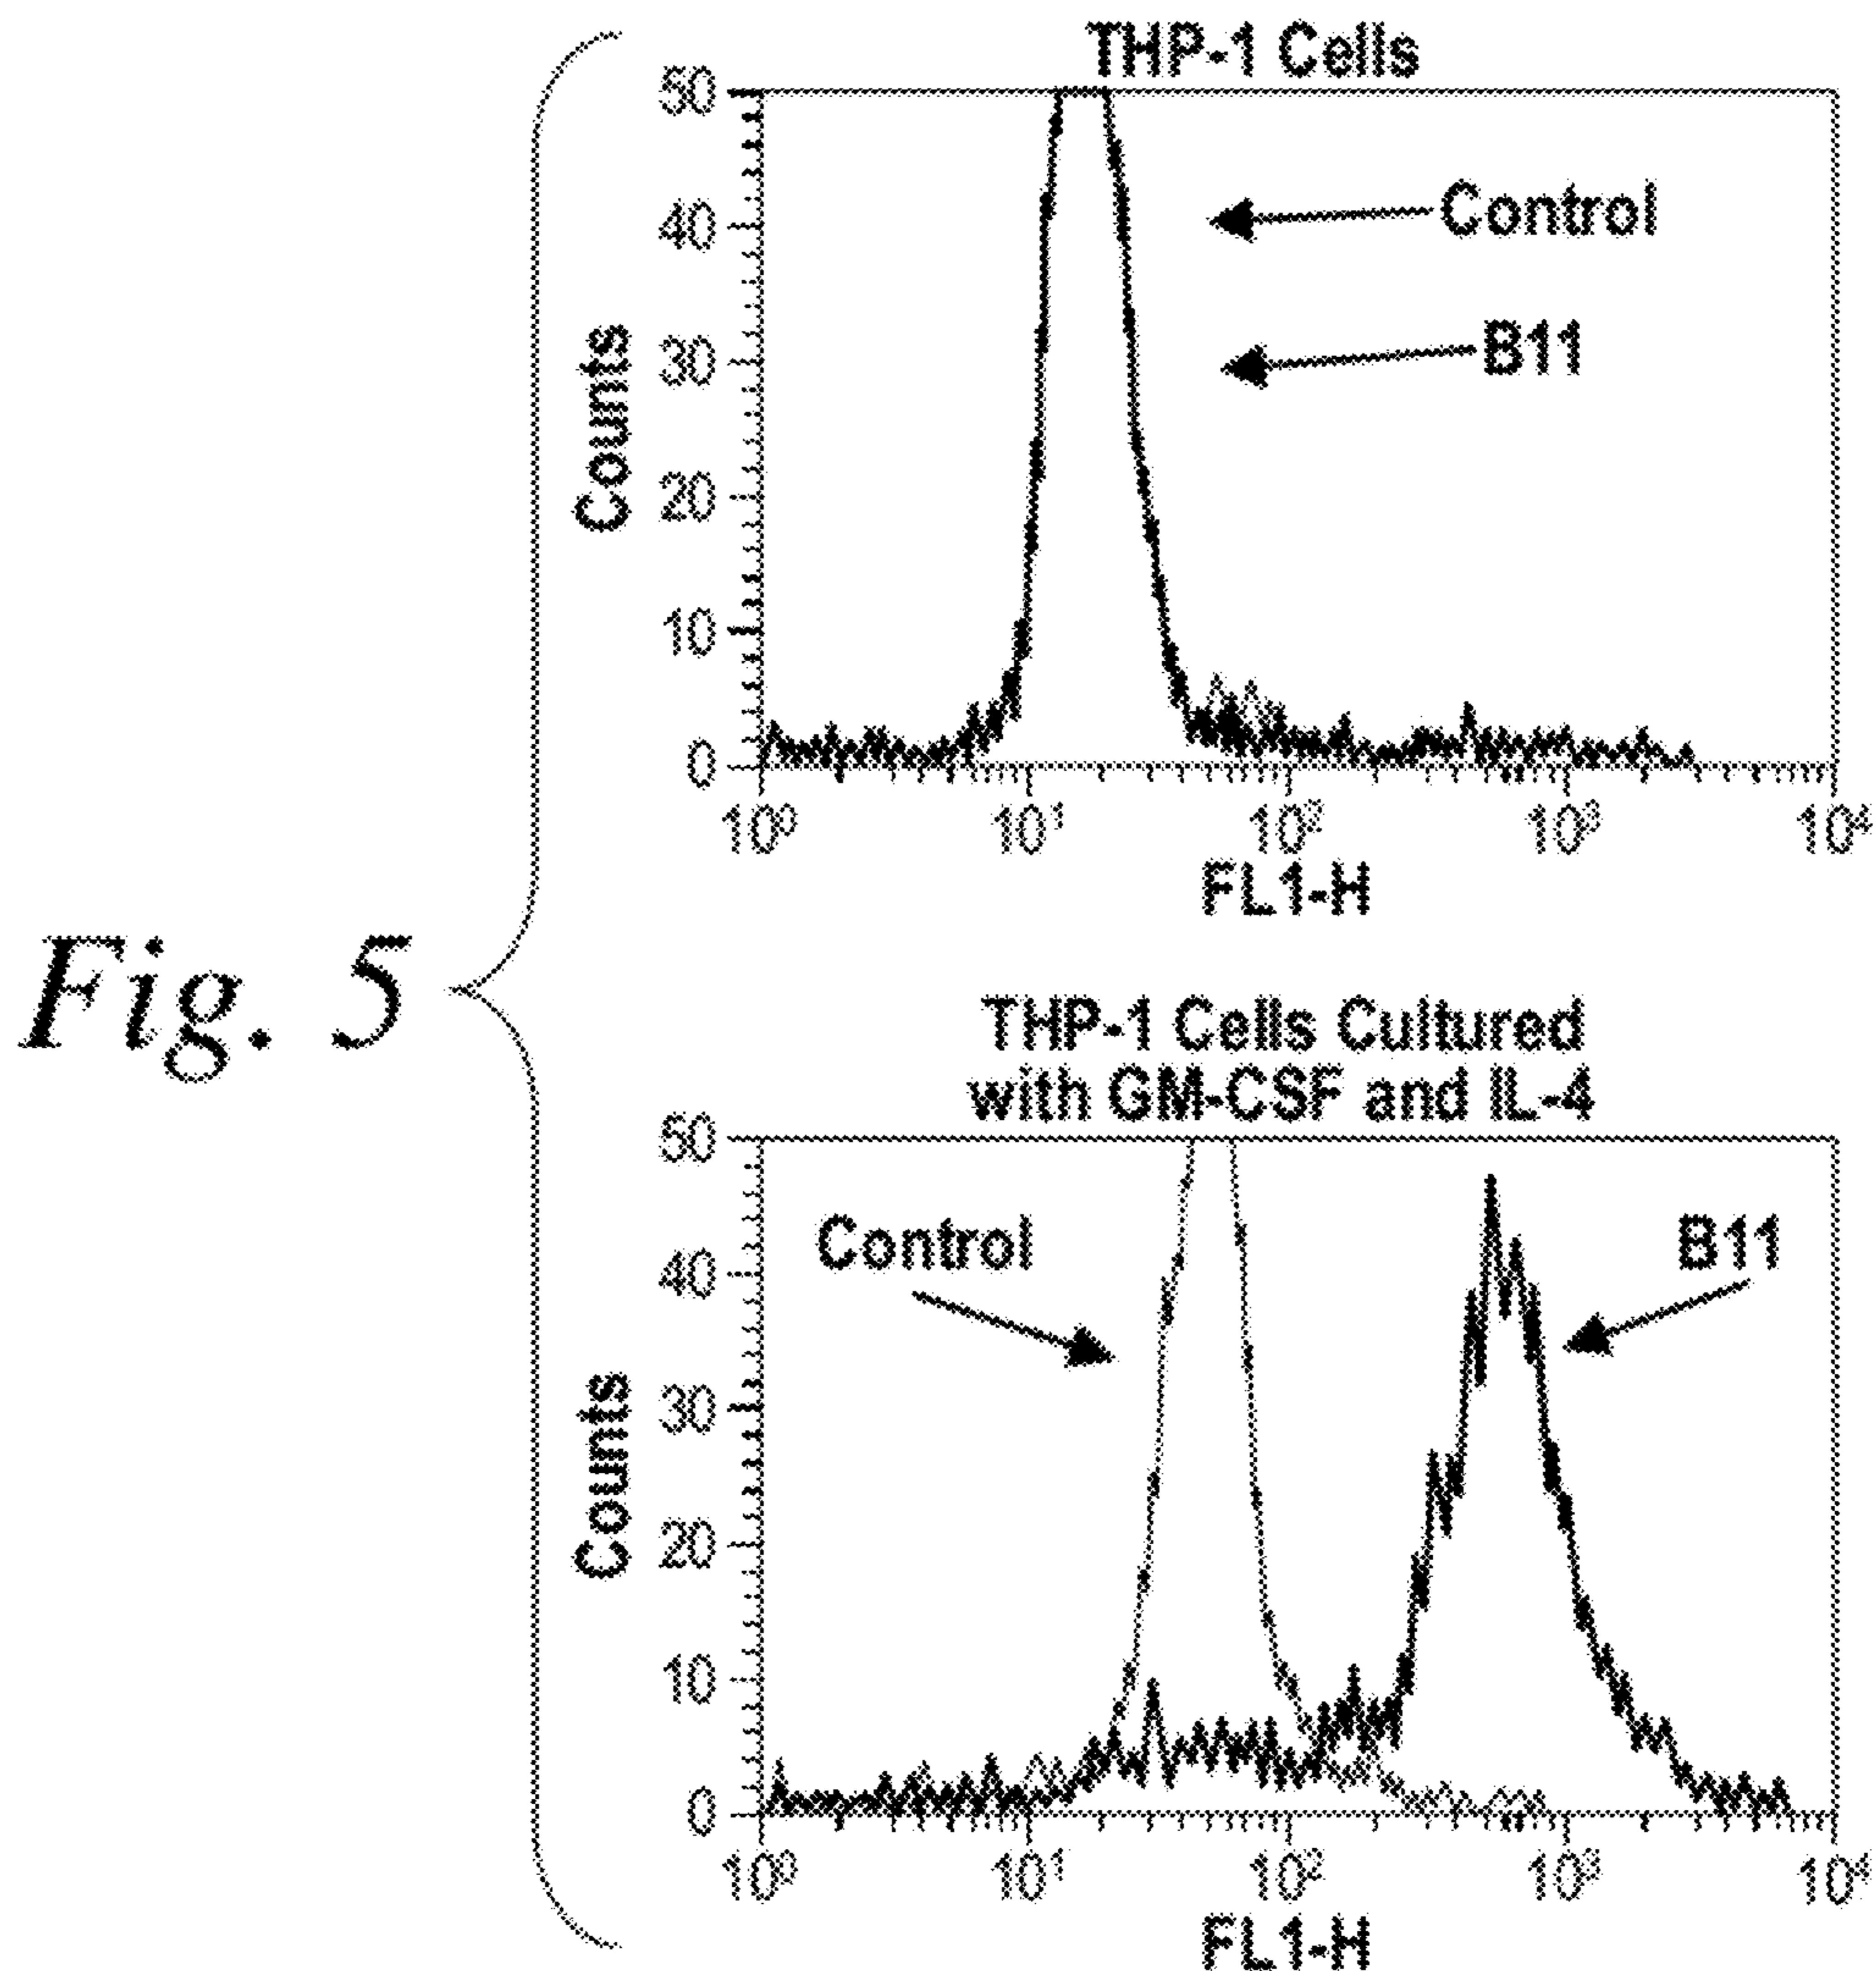 THP-1 Cells
50
40
30
20
10
0
Counts
Control
B11
10⁰ 10¹ 10² 10³ 10⁴
FL1-H
Fig. 5
THP-1 Cells Cultured
with GM-CSF and IL-4
50
40
30
20
10
0
Counts
Control
B11
10⁰ 10¹ 10² 10³ 10⁴
FL1-H